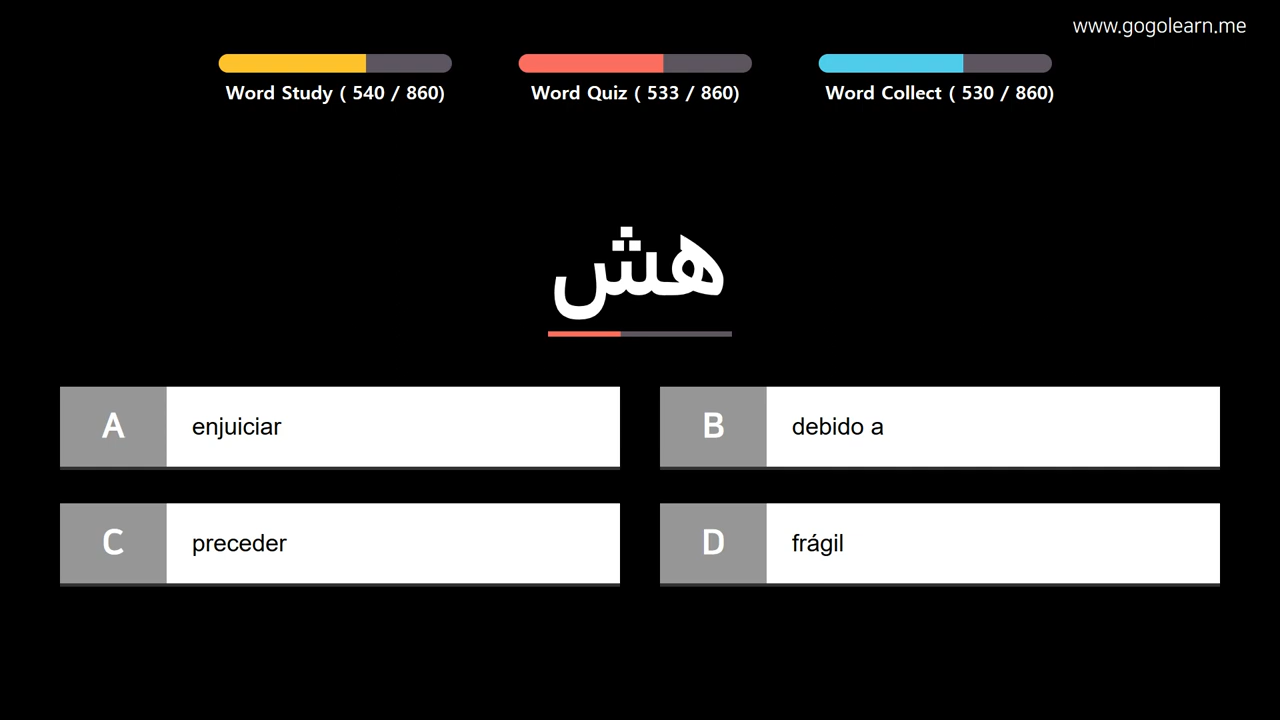 www.gogolearn.me
Word Study ( 540 / 860)
Word Quiz ( 533 / 860)
Word Collect ( 530 / 860)
هش
A enjuiciar
B debido a
C preceder
D frágil